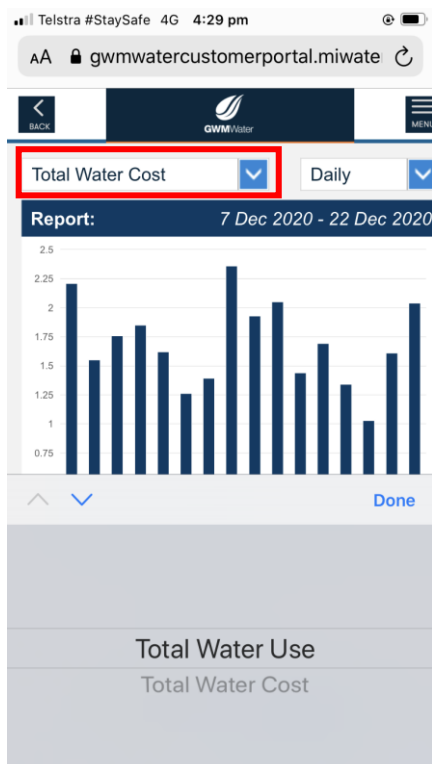 Telstra #StaySafe 4G 4:29 pm
AA gwmwatercustomerportal.miwate
BACK GWMWater MENU
Total Water Cost Daily
Report: 7 Dec 2020 - 22 Dec 2020
2.5
2.25
2
1.75
1.5
1.25
1
0.75
Done
Total Water Use
Total Water Cost